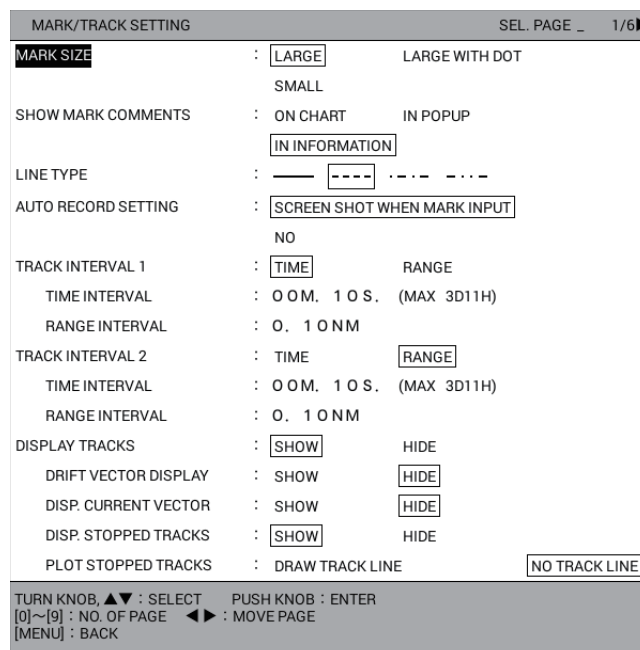 MARK/TRACK SETTING SEL. PAGE _ 1/6▶
MARK SIZE : LARGE LARGE WITH DOT
SMALL
SHOW MARK COMMENTS : ON CHART IN POPUP
IN INFORMATION
LINE TYPE :
AUTO RECORD SETTING : SCREEN SHOT WHEN MARK INPUT
NO
TRACK INTERVAL 1 : TIME RANGE
TIME INTERVAL : 00M. 10S. (MAX 3D11H)
RANGE INTERVAL : 0. 10NM
TRACK INTERVAL 2 : TIME RANGE
TIME INTERVAL : 00M. 10S. (MAX 3D11H)
RANGE INTERVAL : 0. 10NM
DISPLAY TRACKS : SHOW HIDE
DRIFT VECTOR DISPLAY : SHOW HIDE
DISP. CURRENT VECTOR : SHOW HIDE
DISP. STOPPED TRACKS : SHOW HIDE
PLOT STOPPED TRACKS : DRAW TRACK LINE NO TRACK LINE
TURN KNOB, ▲▼ : SELECT PUSH KNOB : ENTER
[0]~[9] : NO. OF PAGE ◀▶ : MOVE PAGE
[MENU] : BACK